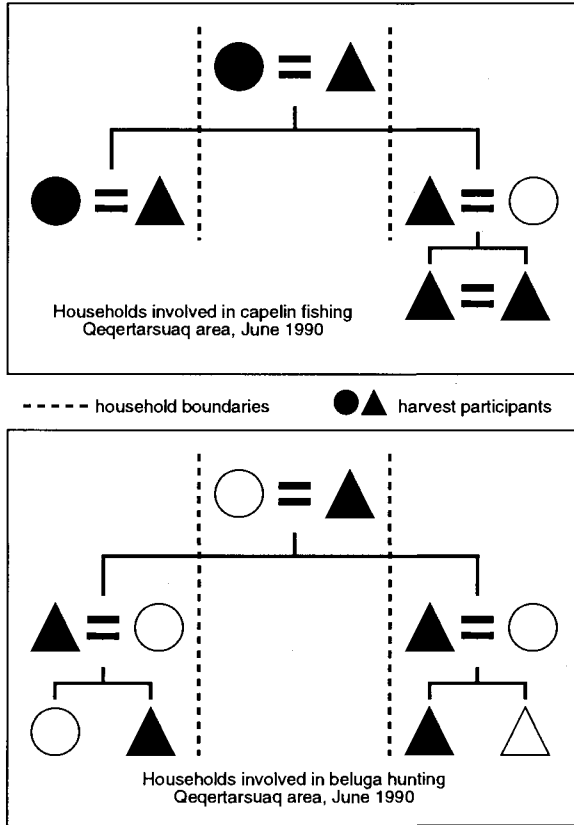 Households involved in capelin fishing
Qeqertarsuaq area, June 1990
household boundaries
harvest participants
Households involved in beluga hunting
Qeqertarsuaq area, June 1990